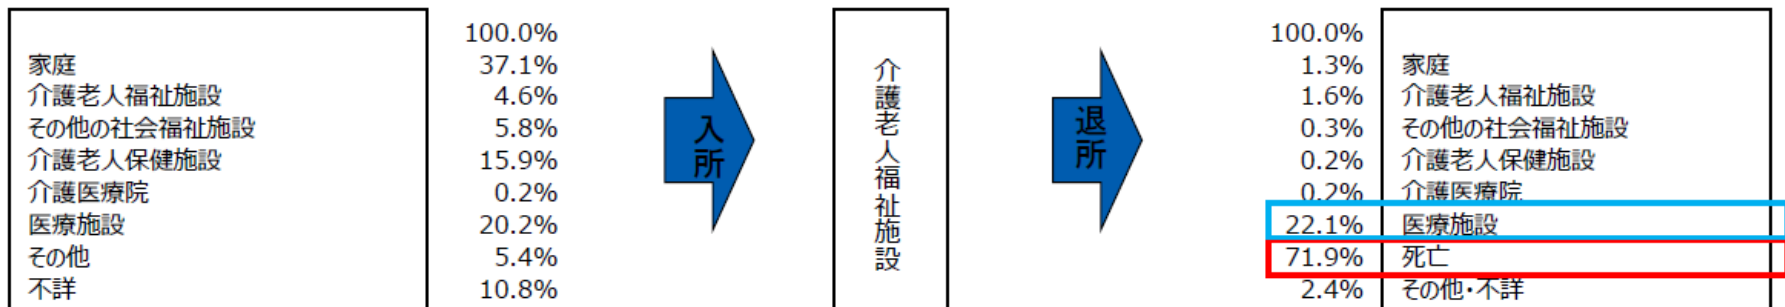 100.0%
家庭 37.1%
介護老人福祉施設 4.6%
その他の社会福祉施設 5.8%
介護老人保健施設 15.9%
介護医療院 0.2%
医療施設 20.2%
その他 5.4%
不詳 10.8%
入所
介護老人福祉施設
退所
100.0%
1.3% 家庭
1.6% 介護老人福祉施設
0.3% その他の社会福祉施設
0.2% 介護老人保健施設
0.2% 介護医療院
22.1% 医療施設
71.9% 死亡
2.4% その他・不詳